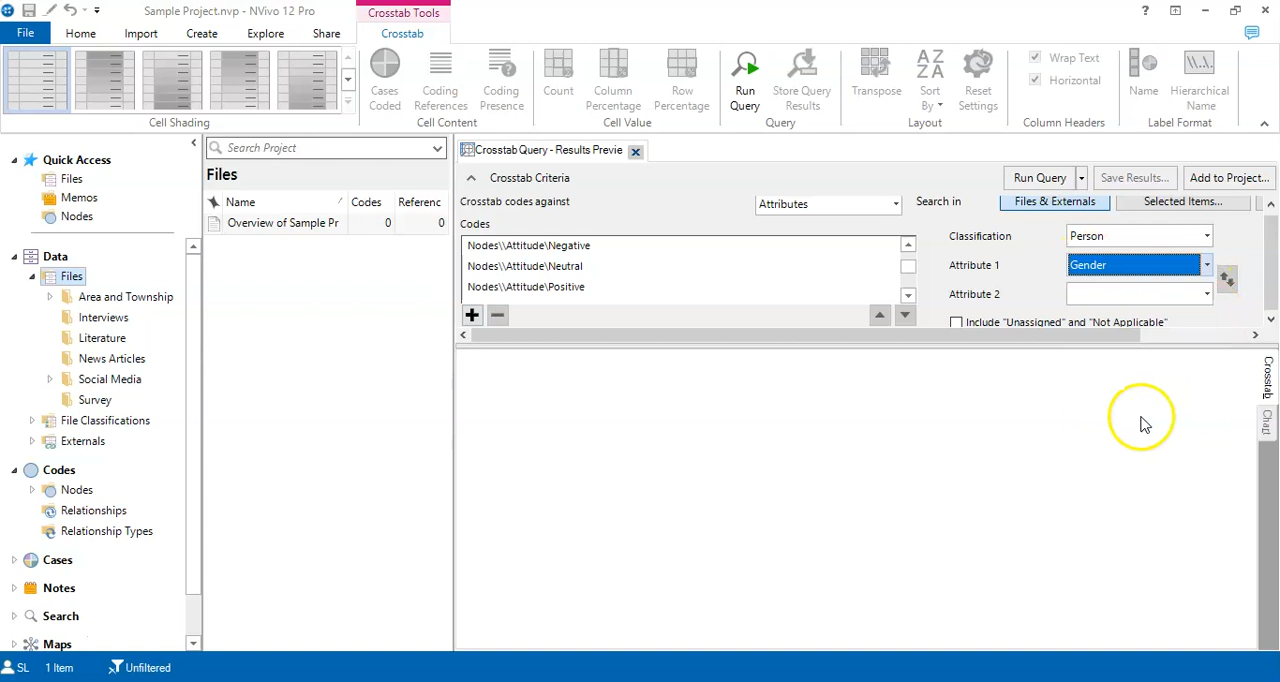 Sample Project.nvp - NVivo 12 Pro
Crosstab Tools
?
File
Home
Import
Create
Explore
Share
Crosstab
Cases
Coded
Coding
References
Coding
Presence
Count
Column
Percentage
Row
Percentage
Run
Query
Store Query
Results
Transpose
A Z
Z A
Sort
By
Reset
Settings
Wrap Text
Horizontal
Name
Hierarchical
Name
Cell Shading
Cell Content
Cell Value
Query
Layout
Column Headers
Label Format
Quick Access
Files
Memos
Nodes
Data
Files
Area and Township
Interviews
Literature
News Articles
Social Media
Survey
File Classifications
Externals
Codes
Nodes
Relationships
Relationship Types
Cases
Notes
Search
Maps
Search Project
Files
Name
Codes
Referenc
Overview of Sample Pr
0
0
Crosstab Query - Results Previe
Crosstab Criteria
Run Query
Save Results...
Add to Project...
Crosstab codes against
Attributes
Search in
Files & Externals
Selected Items...
Codes
Nodes\\Attitude\Negative
Nodes\\Attitude\Neutral
Nodes\\Attitude\Positive
Classification
Person
Attribute 1
Gender
Attribute 2
Include "Unassigned" and "Not Applicable"
Crosstab
Chart
SL
1 Item
Unfiltered